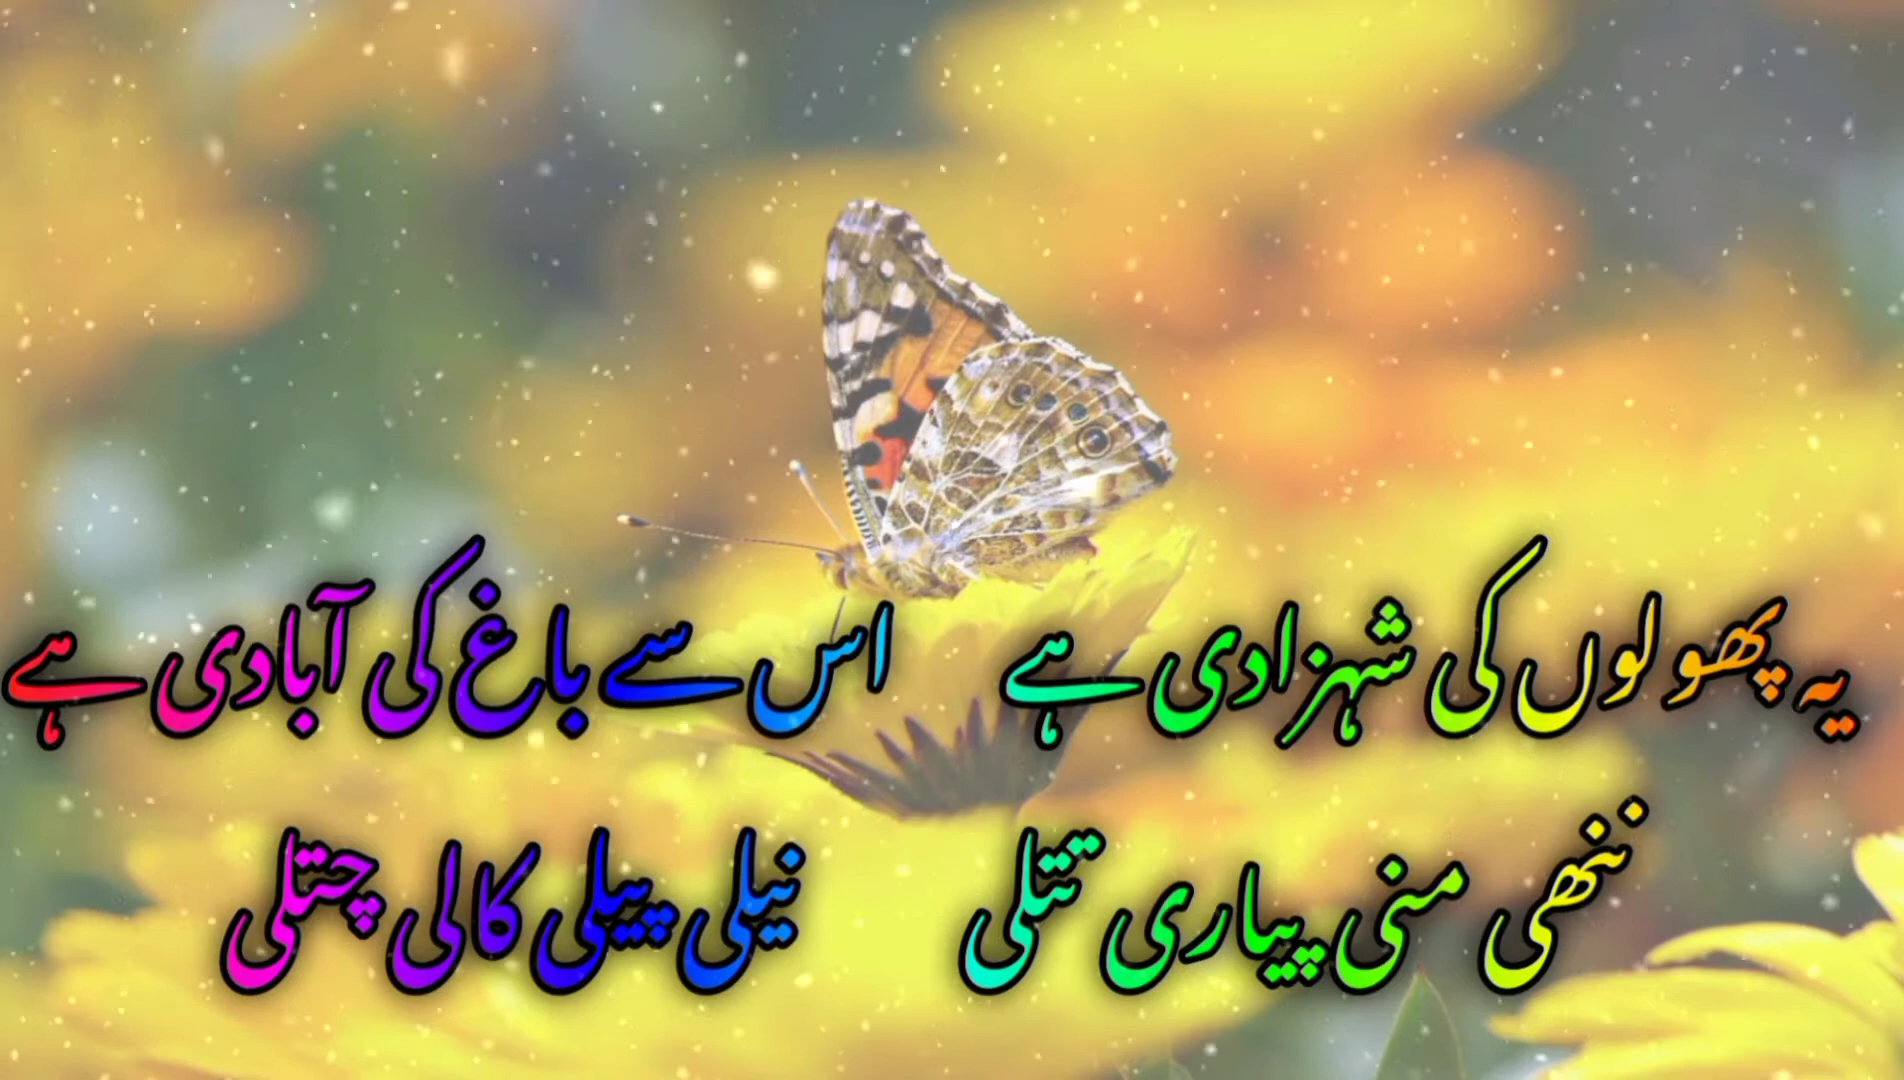 یہ پھولوں کی شہزادی ہے اس سے باغ کی آبادی ہے
ننھی منی پیاری تتلی نیلی پیلی کالی چتلی